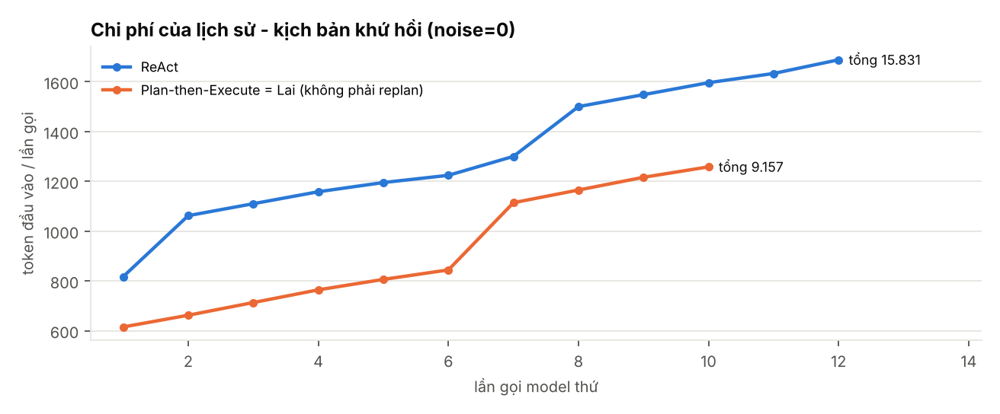 Chi phí của lịch sử - kịch bản khứ hồi (noise=0)
ReAct
Plan-then-Execute = Lai (không phải replan)
tổng 15.831
tổng 9.157
token đầu vào / lần gọi
1600
1400
1200
1000
800
600
2 4 6 8 10 12 14
lần gọi model thứ